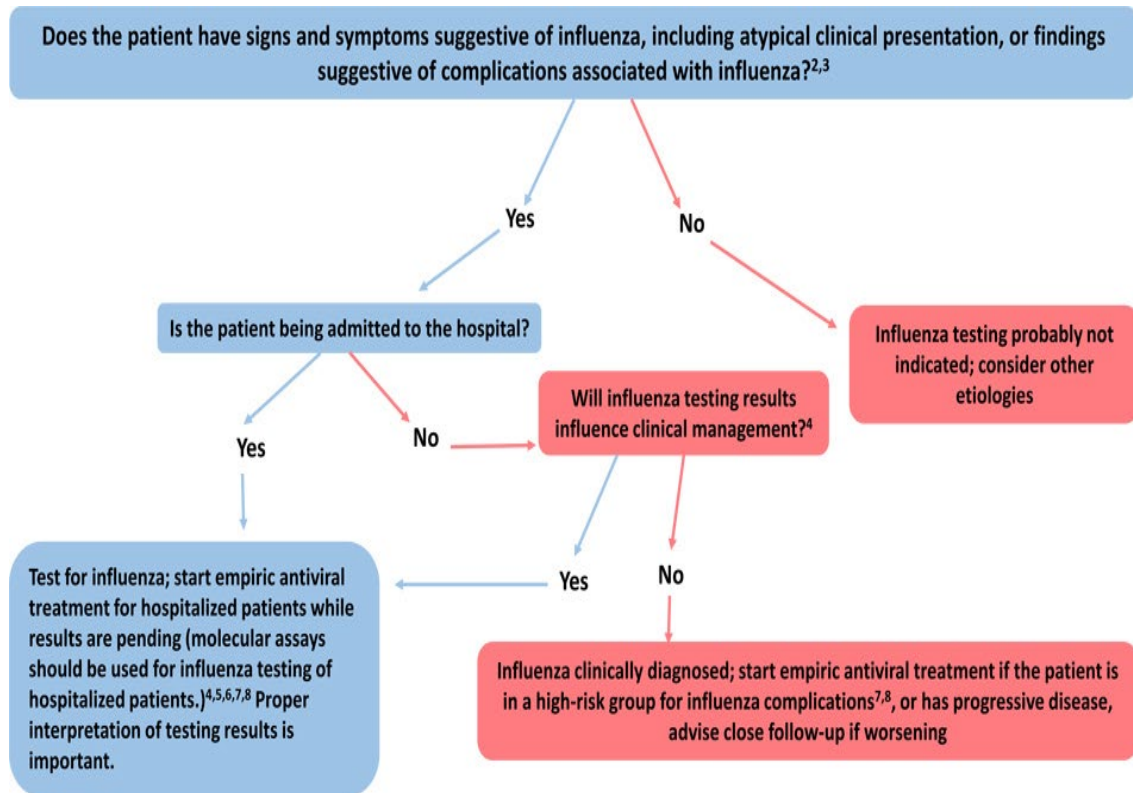 Does the patient have signs and symptoms suggestive of influenza, including atypical clinical presentation, or findings
suggestive of complications associated with influenza?2,3
Yes
No
Is the patient being admitted to the hospital?
Influenza testing probably not
indicated; consider other
etiologies
Will influenza testing results
influence clinical management?4
Yes
No
Test for influenza; start empiric antiviral
treatment for hospitalized patients while
results are pending (molecular assays
should be used for influenza testing of
hospitalized patients.)4,5,6,7,8 Proper
interpretation of testing results is
important.
Yes
No
Influenza clinically diagnosed; start empiric antiviral treatment if the patient is
in a high-risk group for influenza complications7,8, or has progressive disease,
advise close follow-up if worsening